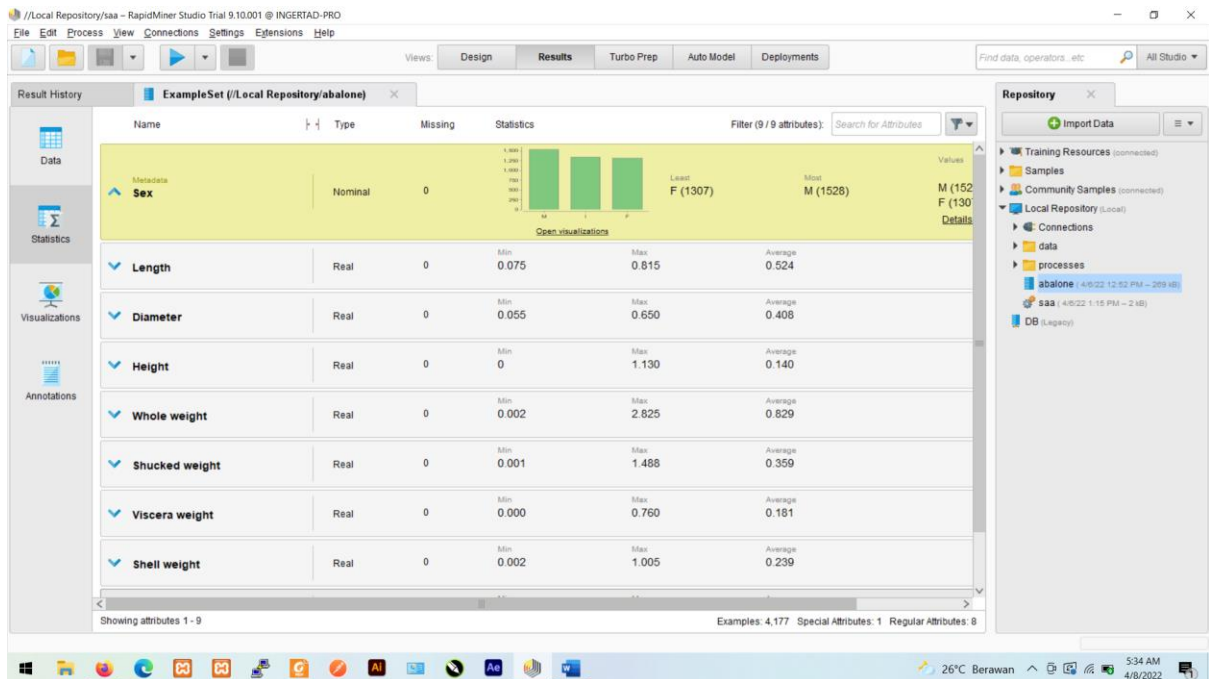 //Local Repository/saa – RapidMiner Studio Trial 9.10.001 @ INGERTAD-PRO
File Edit Process View Connections Settings Extensions Help
Views: Design Results Turbo Prep Auto Model Deployments Find data, operators...etc All Studio
Result History ExampleSet (//Local Repository/abalone) Repository
Name Type Missing Statistics Filter (9 / 9 attributes): Search for Attributes
Import Data
Data
Statistics
Visualizations
Annotations
Metadata
Sex Nominal 0
M I F
Open visualizations
Least
F (1307)
Most
M (1528)
Values
M (152
F (130
Details
Min Max Average
Length Real 0 0.075 0.815 0.524
Min Max Average
Diameter Real 0 0.055 0.650 0.408
Min Max Average
Height Real 0 0 1.130 0.140
Min Max Average
Whole weight Real 0 0.002 2.825 0.829
Min Max Average
Shucked weight Real 0 0.001 1.488 0.359
Min Max Average
Viscera weight Real 0 0.000 0.760 0.181
Min Max Average
Shell weight Real 0 0.002 1.005 0.239
Showing attributes 1 - 9
Examples: 4,177 Special Attributes: 1 Regular Attributes: 8
Training Resources (connected)
Samples
Community Samples (connected)
Local Repository (Local)
Connections
data
processes
abalone
saa
DB (Legacy)
26°C Berawan
5:34 AM
4/8/2022